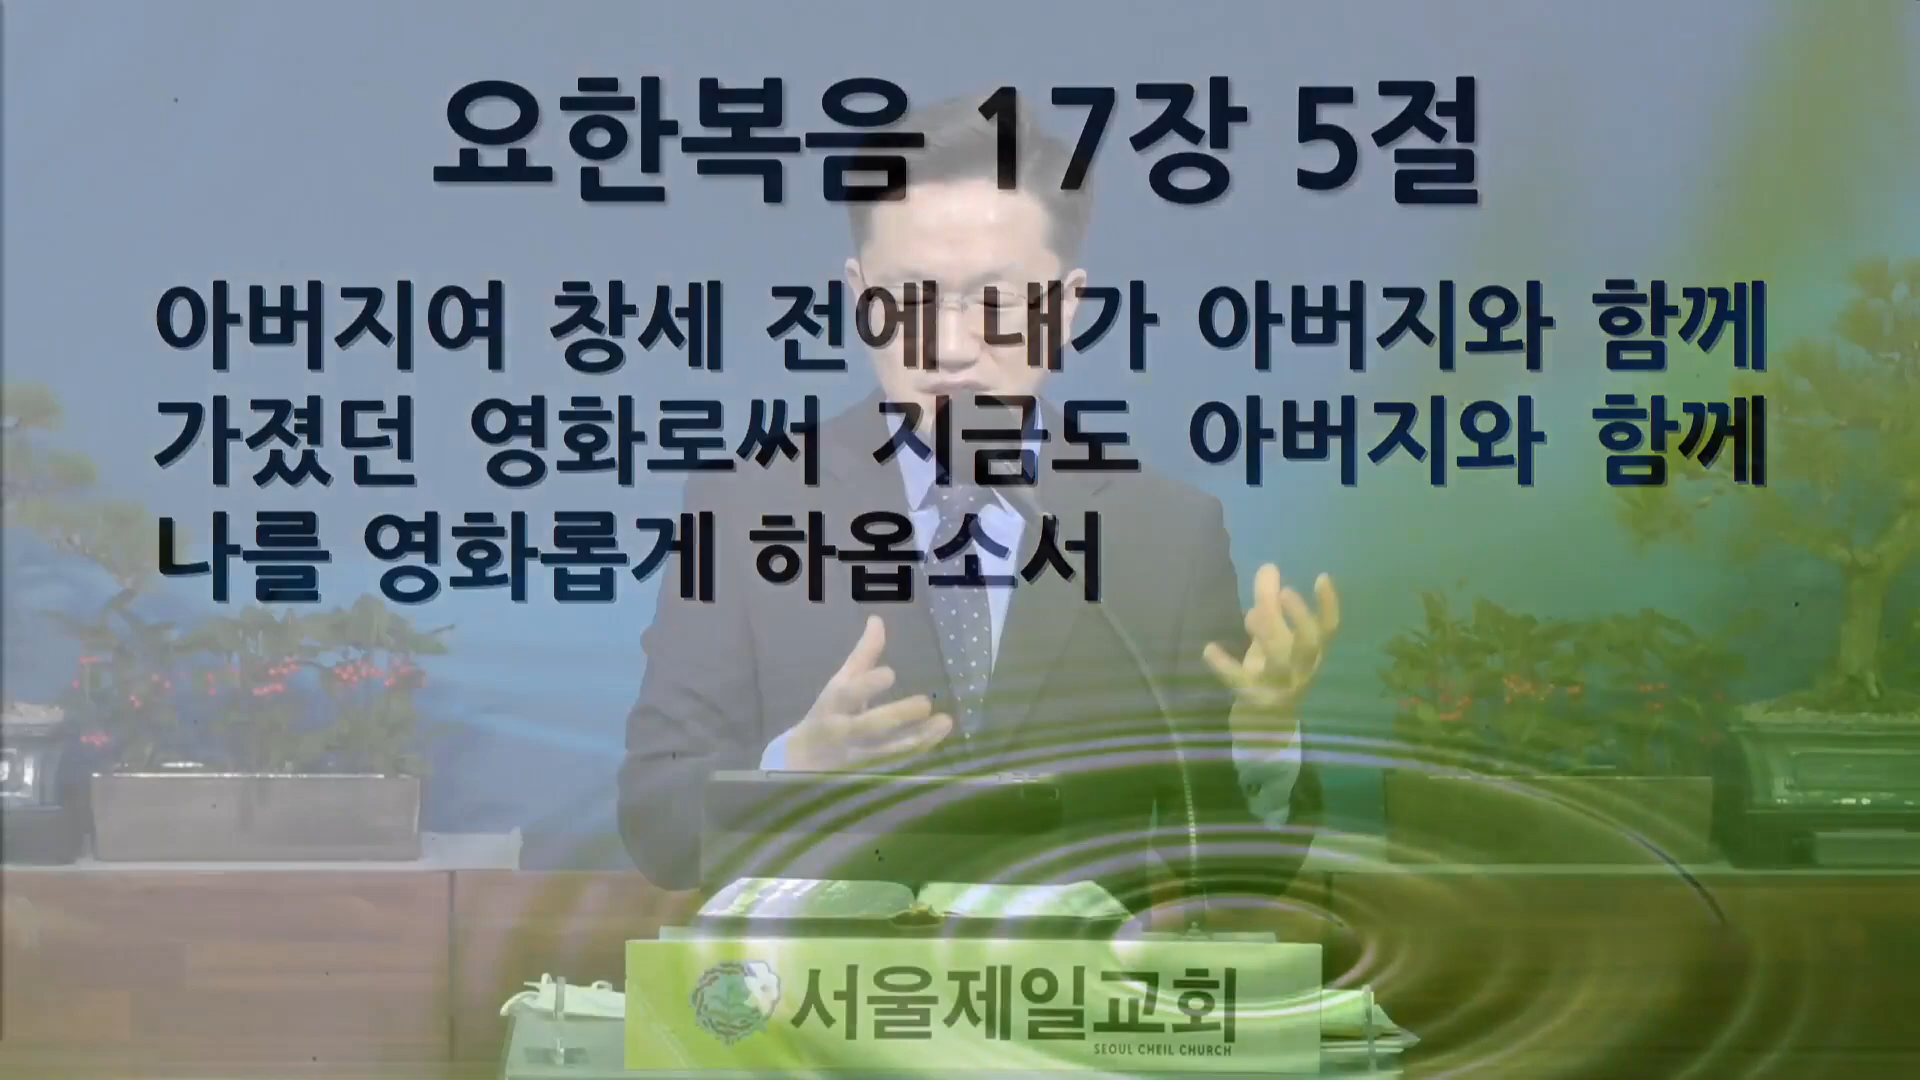 요한복음 17장 5절
아버지여 창세 전에 내가 아버지와 함께
가졌던 영화로써 지금도 아버지와 함께
나를 영화롭게 하옵소서
서울제일교회
SEOUL CHEIL CHURCH